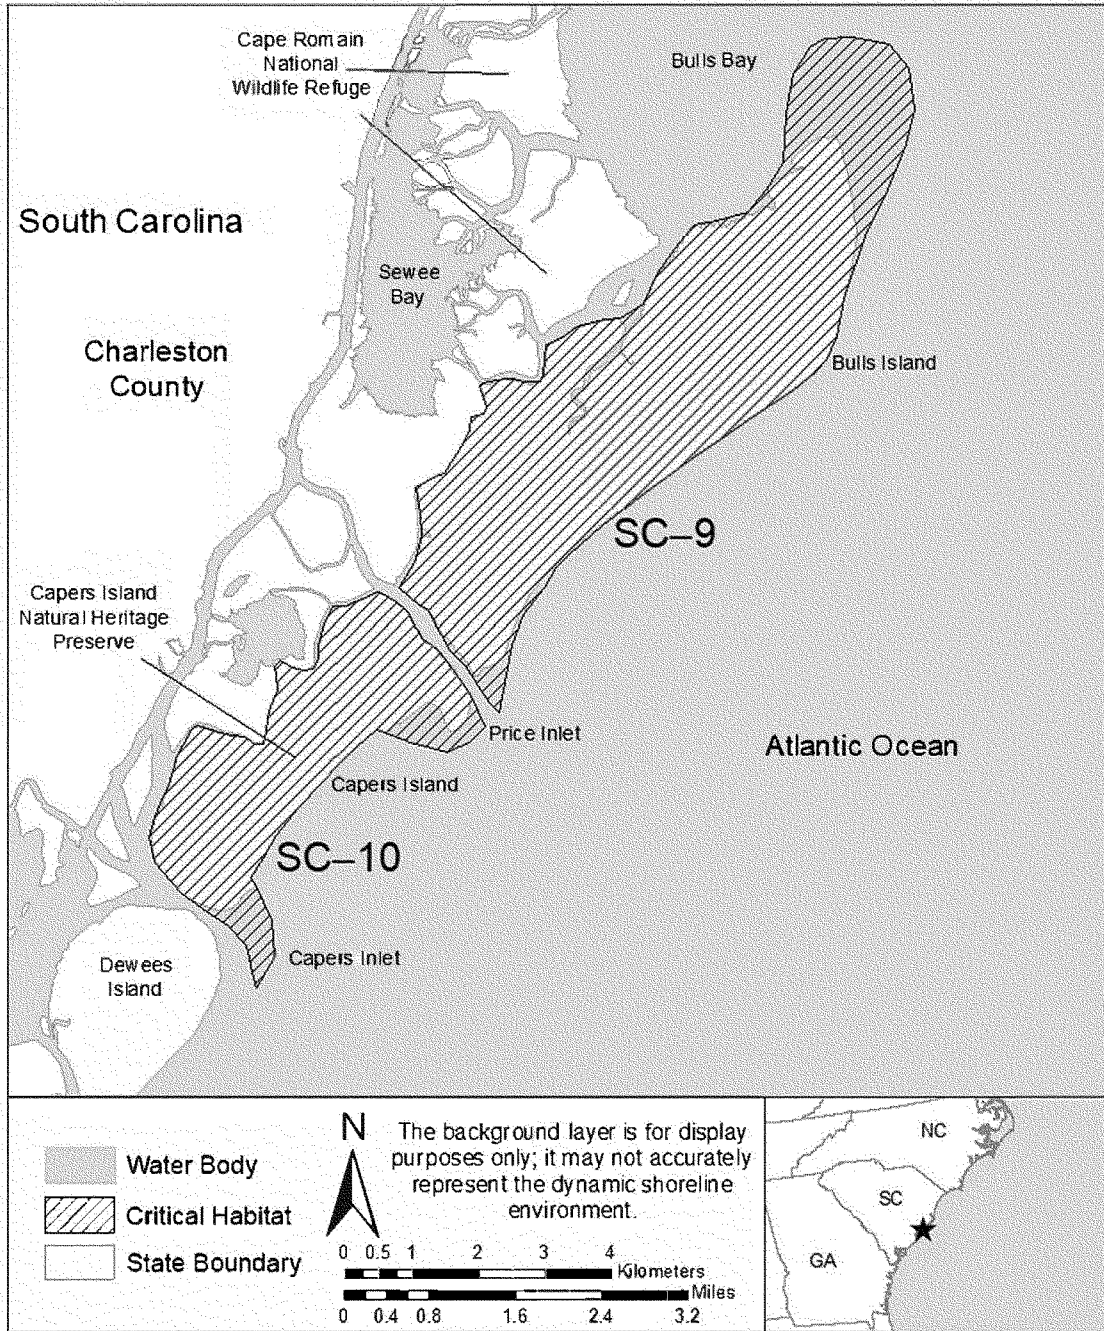 Cape Romain
National
Wildlife Refuge
Bulls Bay
South Carolina
Sewee
Bay
Charleston
County
Bulls Island
SC–9
Capers Island
Natural Heritage
Preserve
Price Inlet
Atlantic Ocean
Capers Island
SC–10
Capers Inlet
Dewees
Island
Water Body
Critical Habitat
State Boundary
N
The background layer is for display
purposes only; it may not accurately
represent the dynamic shoreline
environment.
0 0.5 1 2 3 4
Kilometers
Miles
0 0.4 0.8 1.6 2.4 3.2
NC
SC
GA